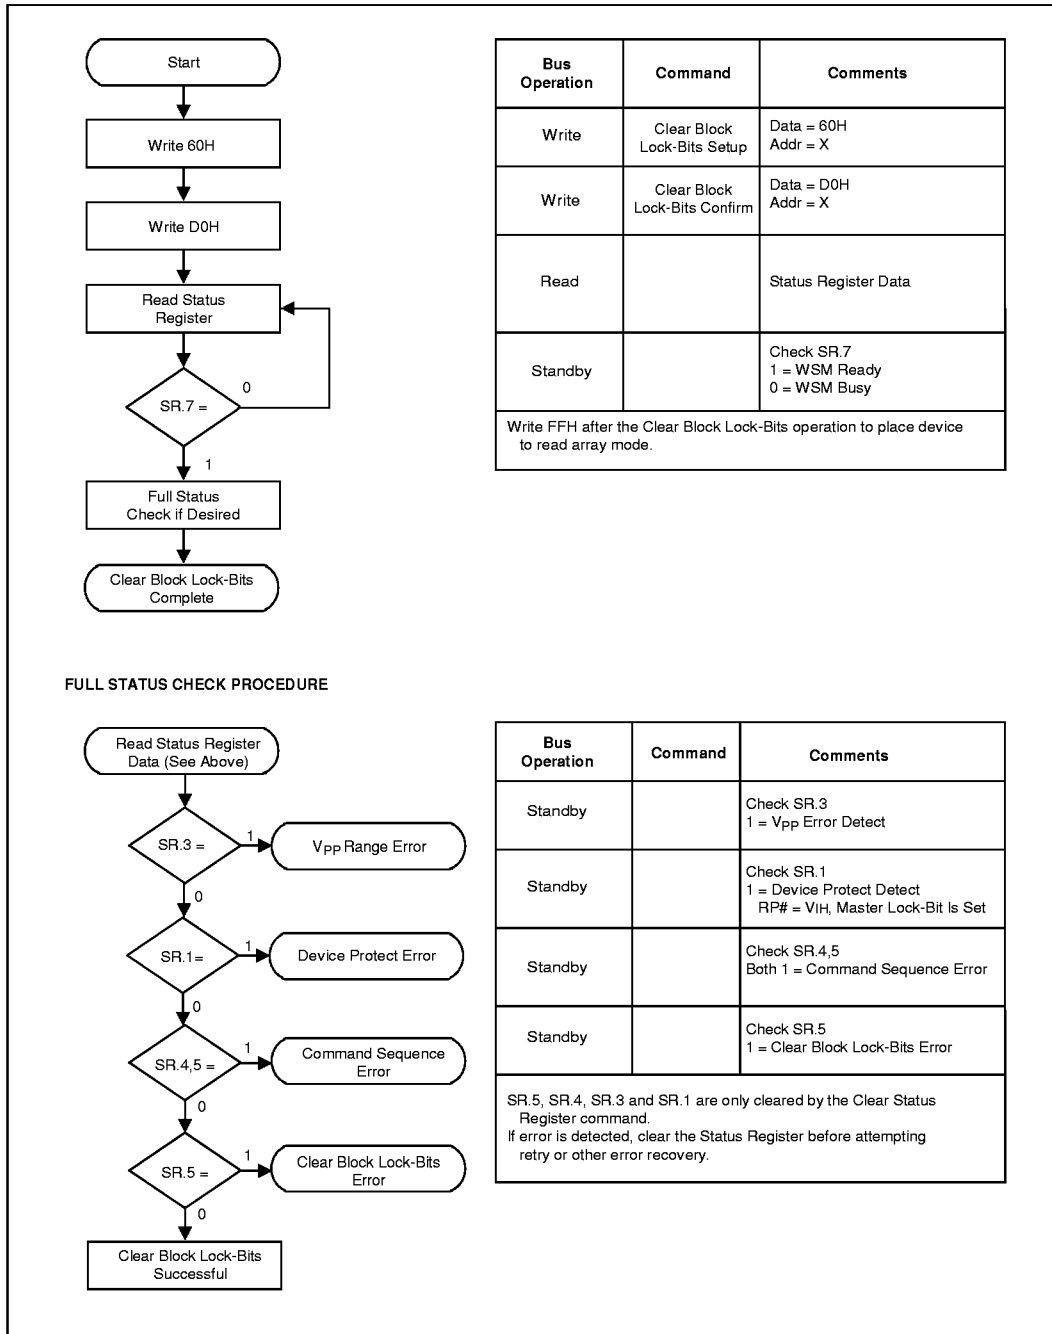 Start
Write 60H
Write D0H
Read Status
Register
0
SR.7 =
1
Full Status
Check if Desired
Clear Block Lock-Bits
Complete
Bus
Operation
Command
Comments
Write
Clear Block
Lock-Bits Setup
Data = 60H
Addr = X
Write
Clear Block
Lock-Bits Confirm
Data = D0H
Addr = X
Read
Status Register Data
Standby
Check SR.7
1 = WSM Ready
0 = WSM Busy
Write FFH after the Clear Block Lock-Bits operation to place device
to read array mode.
FULL STATUS CHECK PROCEDURE
Read Status Register
Data (See Above)
SR.3 =
1
VPP Range Error
0
SR.1=
1
Device Protect Error
0
SR.4,5 =
1
Command Sequence
Error
0
SR.5 =
1
Clear Block Lock-Bits
Error
0
Clear Block Lock-Bits
Successful
Bus
Operation
Command
Comments
Standby
Check SR.3
1 = VPP Error Detect
Standby
Check SR.1
1 = Device Protect Detect
RP# = VIH, Master Lock-Bit Is Set
Standby
Check SR.4,5
Both 1 = Command Sequence Error
Standby
Check SR.5
1 = Clear Block Lock-Bits Error
SR.5, SR.4, SR.3 and SR.1 are only cleared by the Clear Status
Register command.
If error is detected, clear the Status Register before attempting
retry or other error recovery.